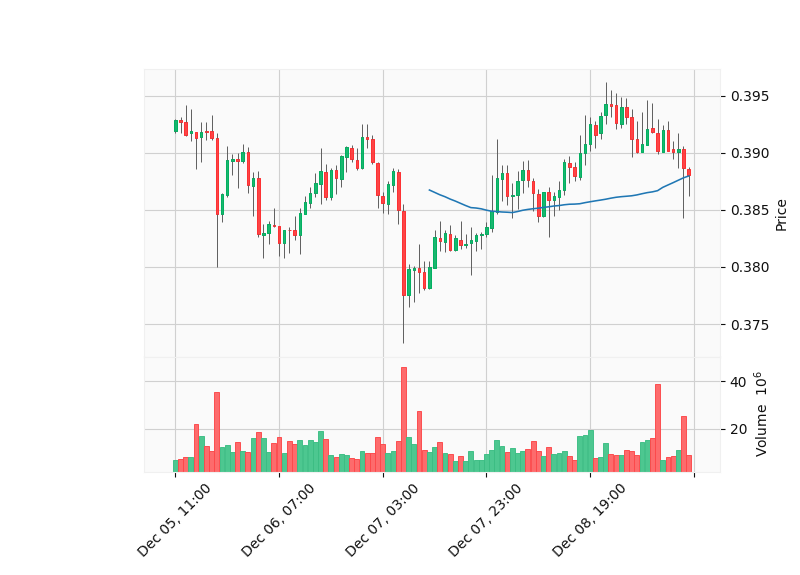 0.395
0.390
0.385
0.380
0.375
Price
40
20
Volume 10^6
Dec 05, 11:00
Dec 06, 07:00
Dec 07, 03:00
Dec 07, 23:00
Dec 08, 19:00